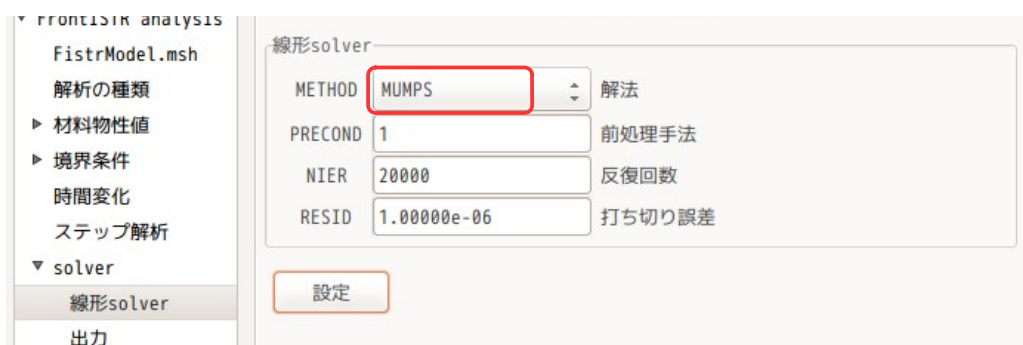 FrontISTR analysis
FistrModel.msh
解析の種類
材料物性値
境界条件
時間変化
ステップ解析
solver
線形solver
出力
線形solver
METHOD MUMPS 解法
PRECOND 1 前処理手法
NIER 20000 反復回数
RESID 1.00000e-06 打ち切り誤差
設定